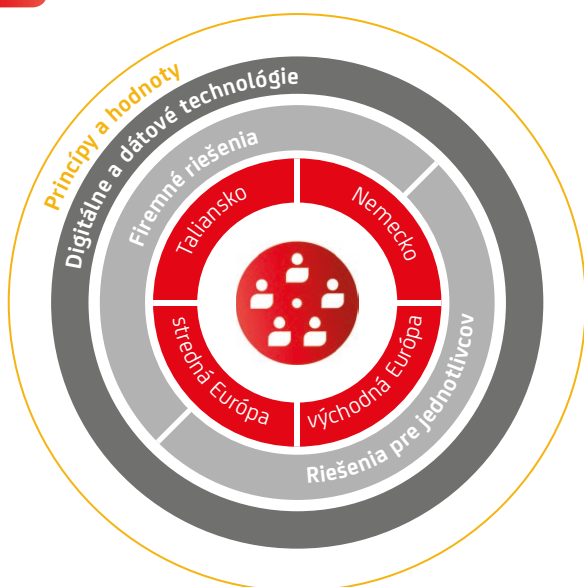 Princípy a hodnoty
Digitálne a dátové technológie
Firemné riešenia
Taliansko
Nemecko
stredná Európa
východná Európa
Riešenia pre jednotlivcov